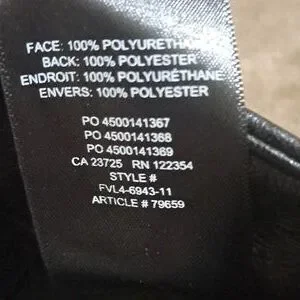 FACE: 100% POLYURETHANE
BACK: 100% POLYESTER
ENDROIT: 100% POLYURÉTHANE
ENVERS: 100% POLYESTER
PO 4500141367
PO 4500141368
PO 4500141369
CA 23725 RN 122354
STYLE #
FVL4-6943-11
ARTICLE # 79659